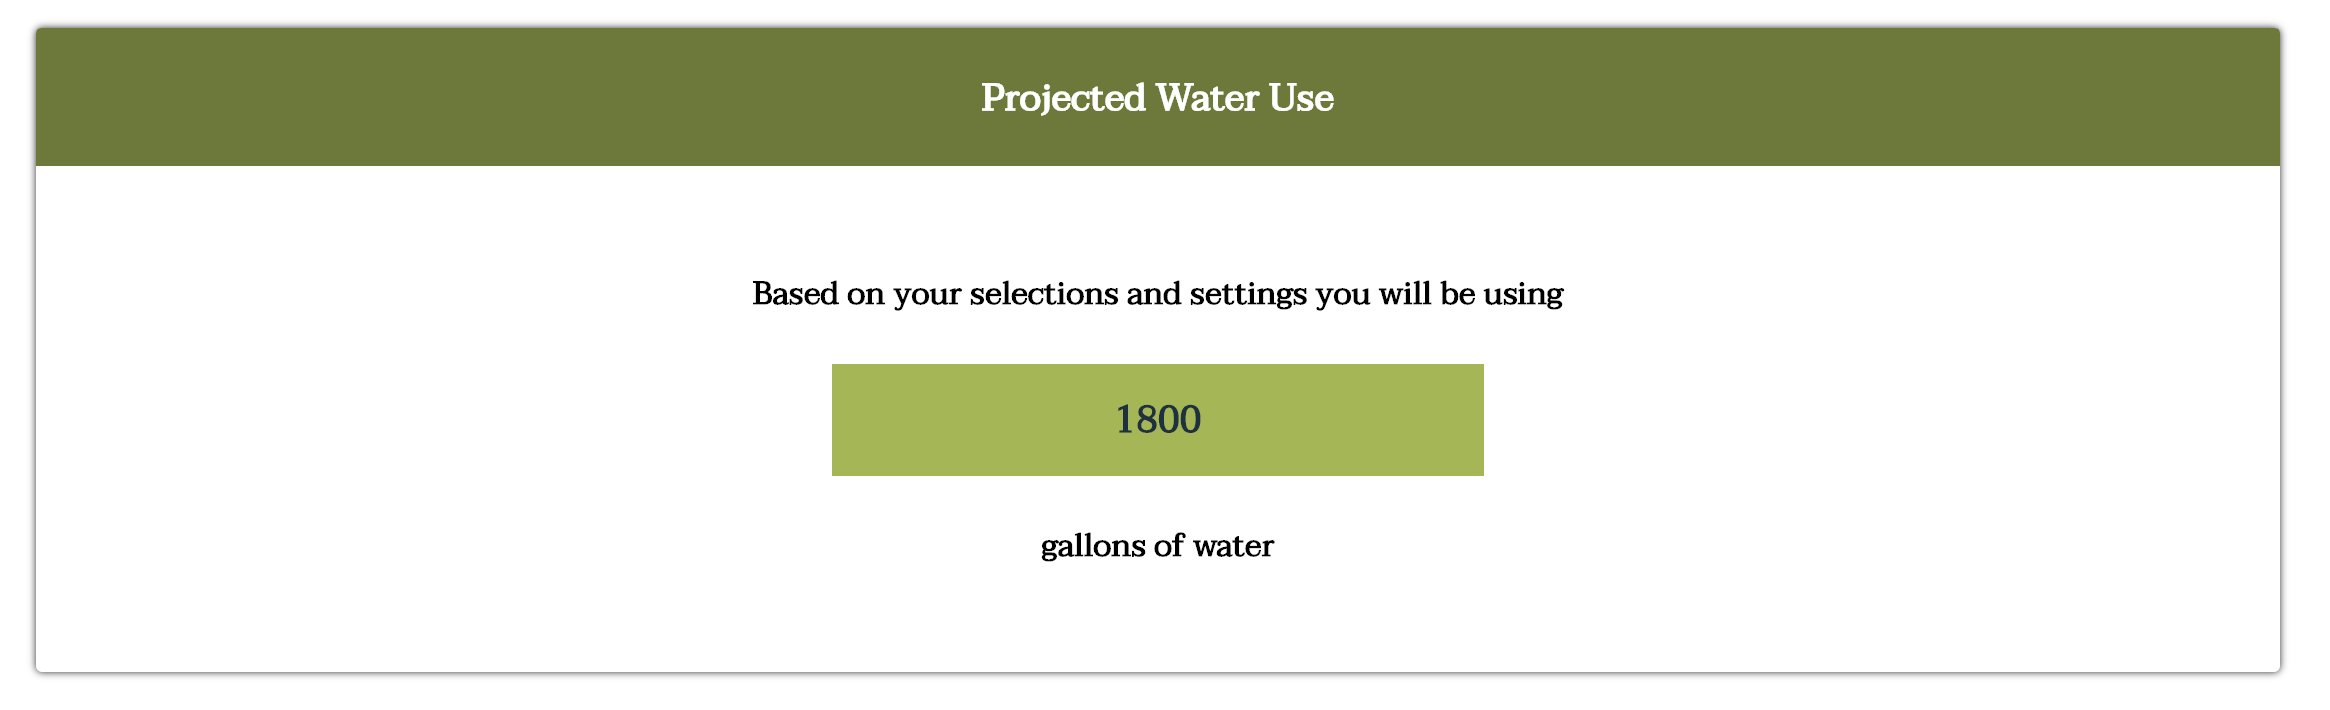 Projected Water Use
Based on your selections and settings you will be using
1800
gallons of water